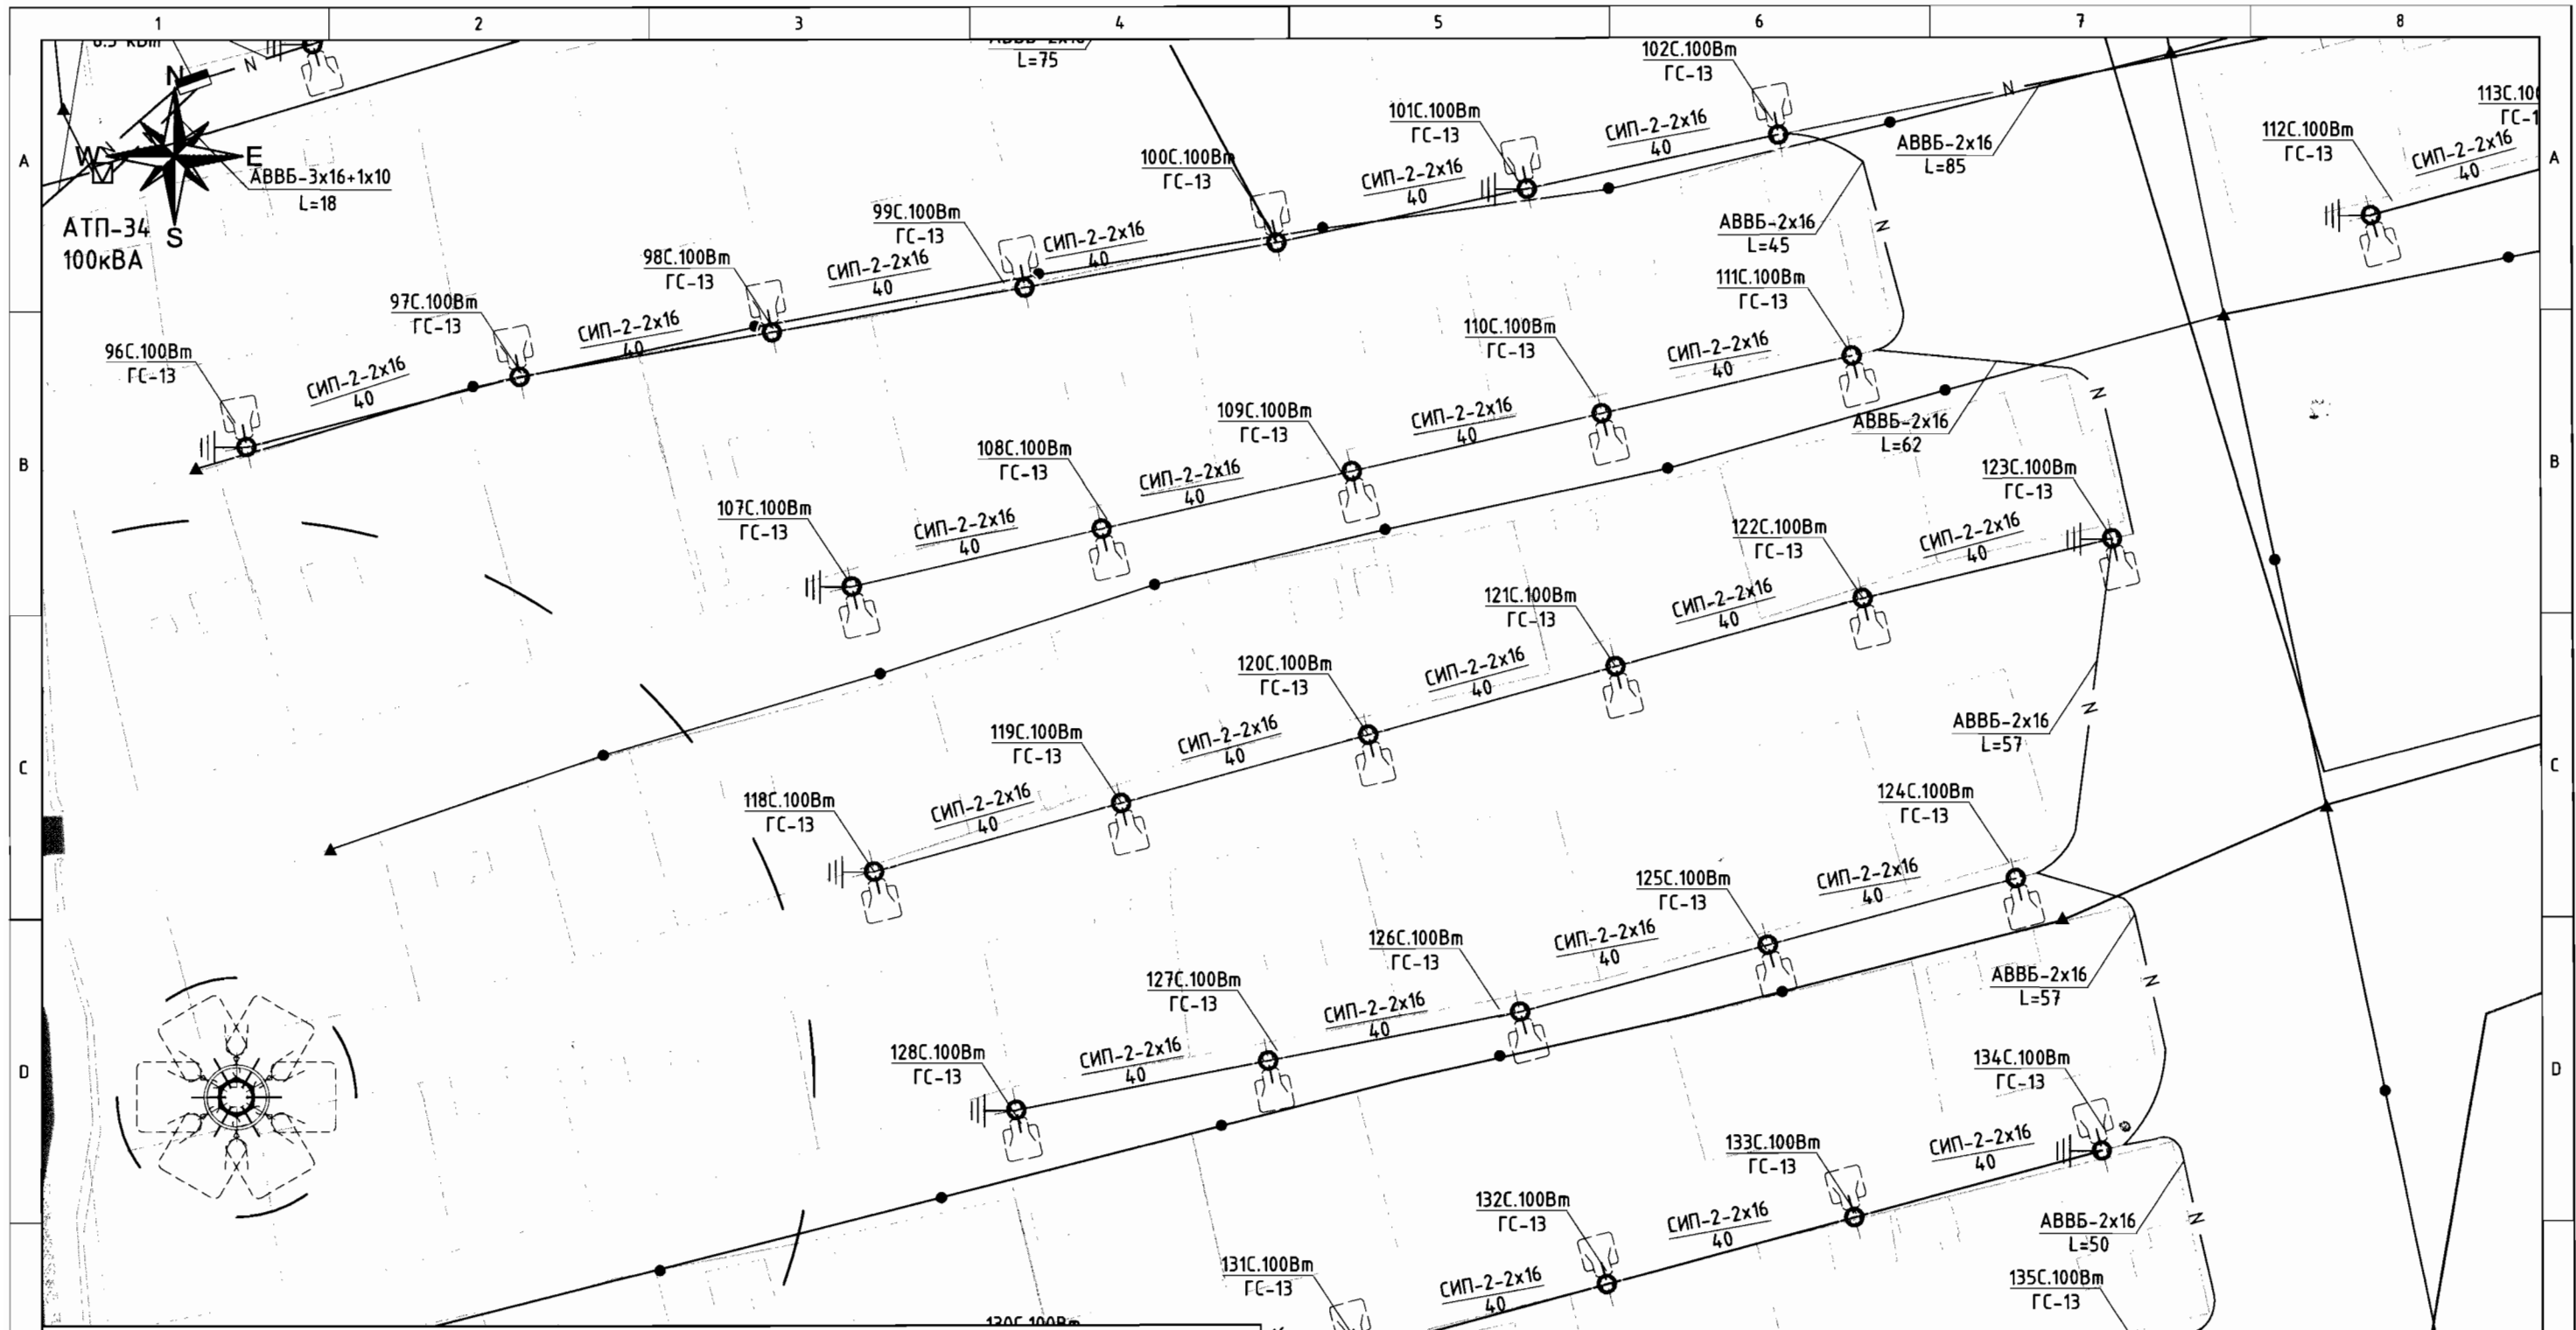 1 2 3 4 5 6 7 8
N
W E
S
АВВБ-3х16+1х10
L=18
АТП-34
100кВА
N
L=75
102С.100Вт
ГС-13
101С.100Вт
ГС-13
СИП-2-2х16
40
N
АВВБ-2х16
L=85
112С.100Вт
ГС-13
СИП-2-2х16
40
A
A
100С.100Вт
ГС-13
СИП-2-2х16
40
99С.100Вт
ГС-13
СИП-2-2х16
40
АВВБ-2х16
L=45
N
98С.100Вт
ГС-13
СИП-2-2х16
40
97С.100Вт
ГС-13
СИП-2-2х16
40
96С.100Вт
ГС-13
СИП-2-2х16
40
111С.100Вт
ГС-13
110С.100Вт
ГС-13
СИП-2-2х16
40
АВВБ-2х16
L=62
N
109С.100Вт
ГС-13
СИП-2-2х16
40
108С.100Вт
ГС-13
СИП-2-2х16
40
B
B
107С.100Вт
ГС-13
СИП-2-2х16
40
123С.100Вт
ГС-13
122С.100Вт
ГС-13
СИП-2-2х16
40
121С.100Вт
ГС-13
СИП-2-2х16
40
120С.100Вт
ГС-13
СИП-2-2х16
40
АВВБ-2х16
L=57
N
119С.100Вт
ГС-13
СИП-2-2х16
40
C
C
118С.100Вт
ГС-13
СИП-2-2х16
40
124С.100Вт
ГС-13
125С.100Вт
ГС-13
СИП-2-2х16
40
126С.100Вт
ГС-13
СИП-2-2х16
40
АВВБ-2х16
L=57
N
127С.100Вт
ГС-13
СИП-2-2х16
40
128С.100Вт
ГС-13
СИП-2-2х16
40
D
D
134С.100Вт
ГС-13
133С.100Вт
ГС-13
СИП-2-2х16
40
132С.100Вт
ГС-13
СИП-2-2х16
40
АВВБ-2х16
L=50
N
131С.100Вт
ГС-13
СИП-2-2х16
40
135С.100Вт
ГС-13